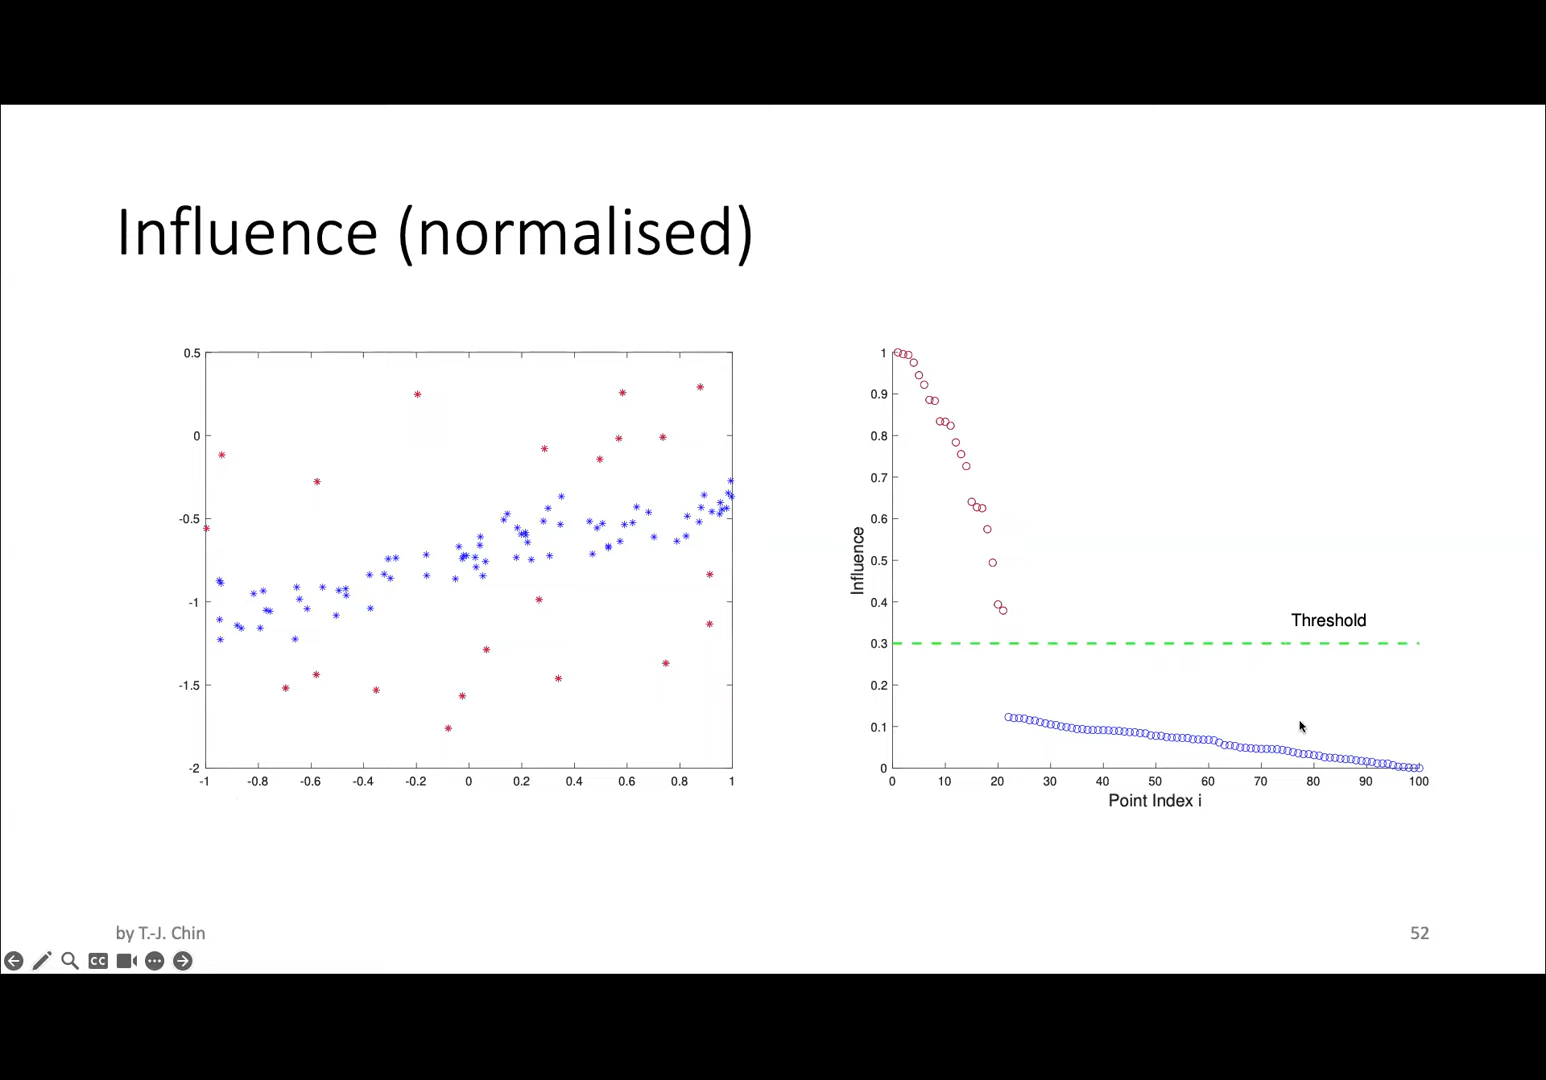 Influence (normalised)
0.5
0
-0.5
-1
-1.5
-2
-1 -0.8 -0.6 -0.4 -0.2 0 0.2 0.4 0.6 0.8 1
1
0.9
0.8
0.7
0.6
0.5
0.4
0.3
0.2
0.1
0
Influence
Threshold
0 10 20 30 40 50 60 70 80 90 100
Point Index i
by T.-J. Chin
52
CC